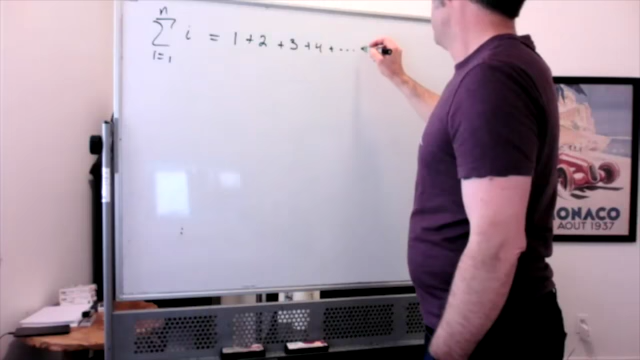 n
∑ i = 1 + 2 + 3 + 4 + ...
i=1
MONACO
AOUT 1937